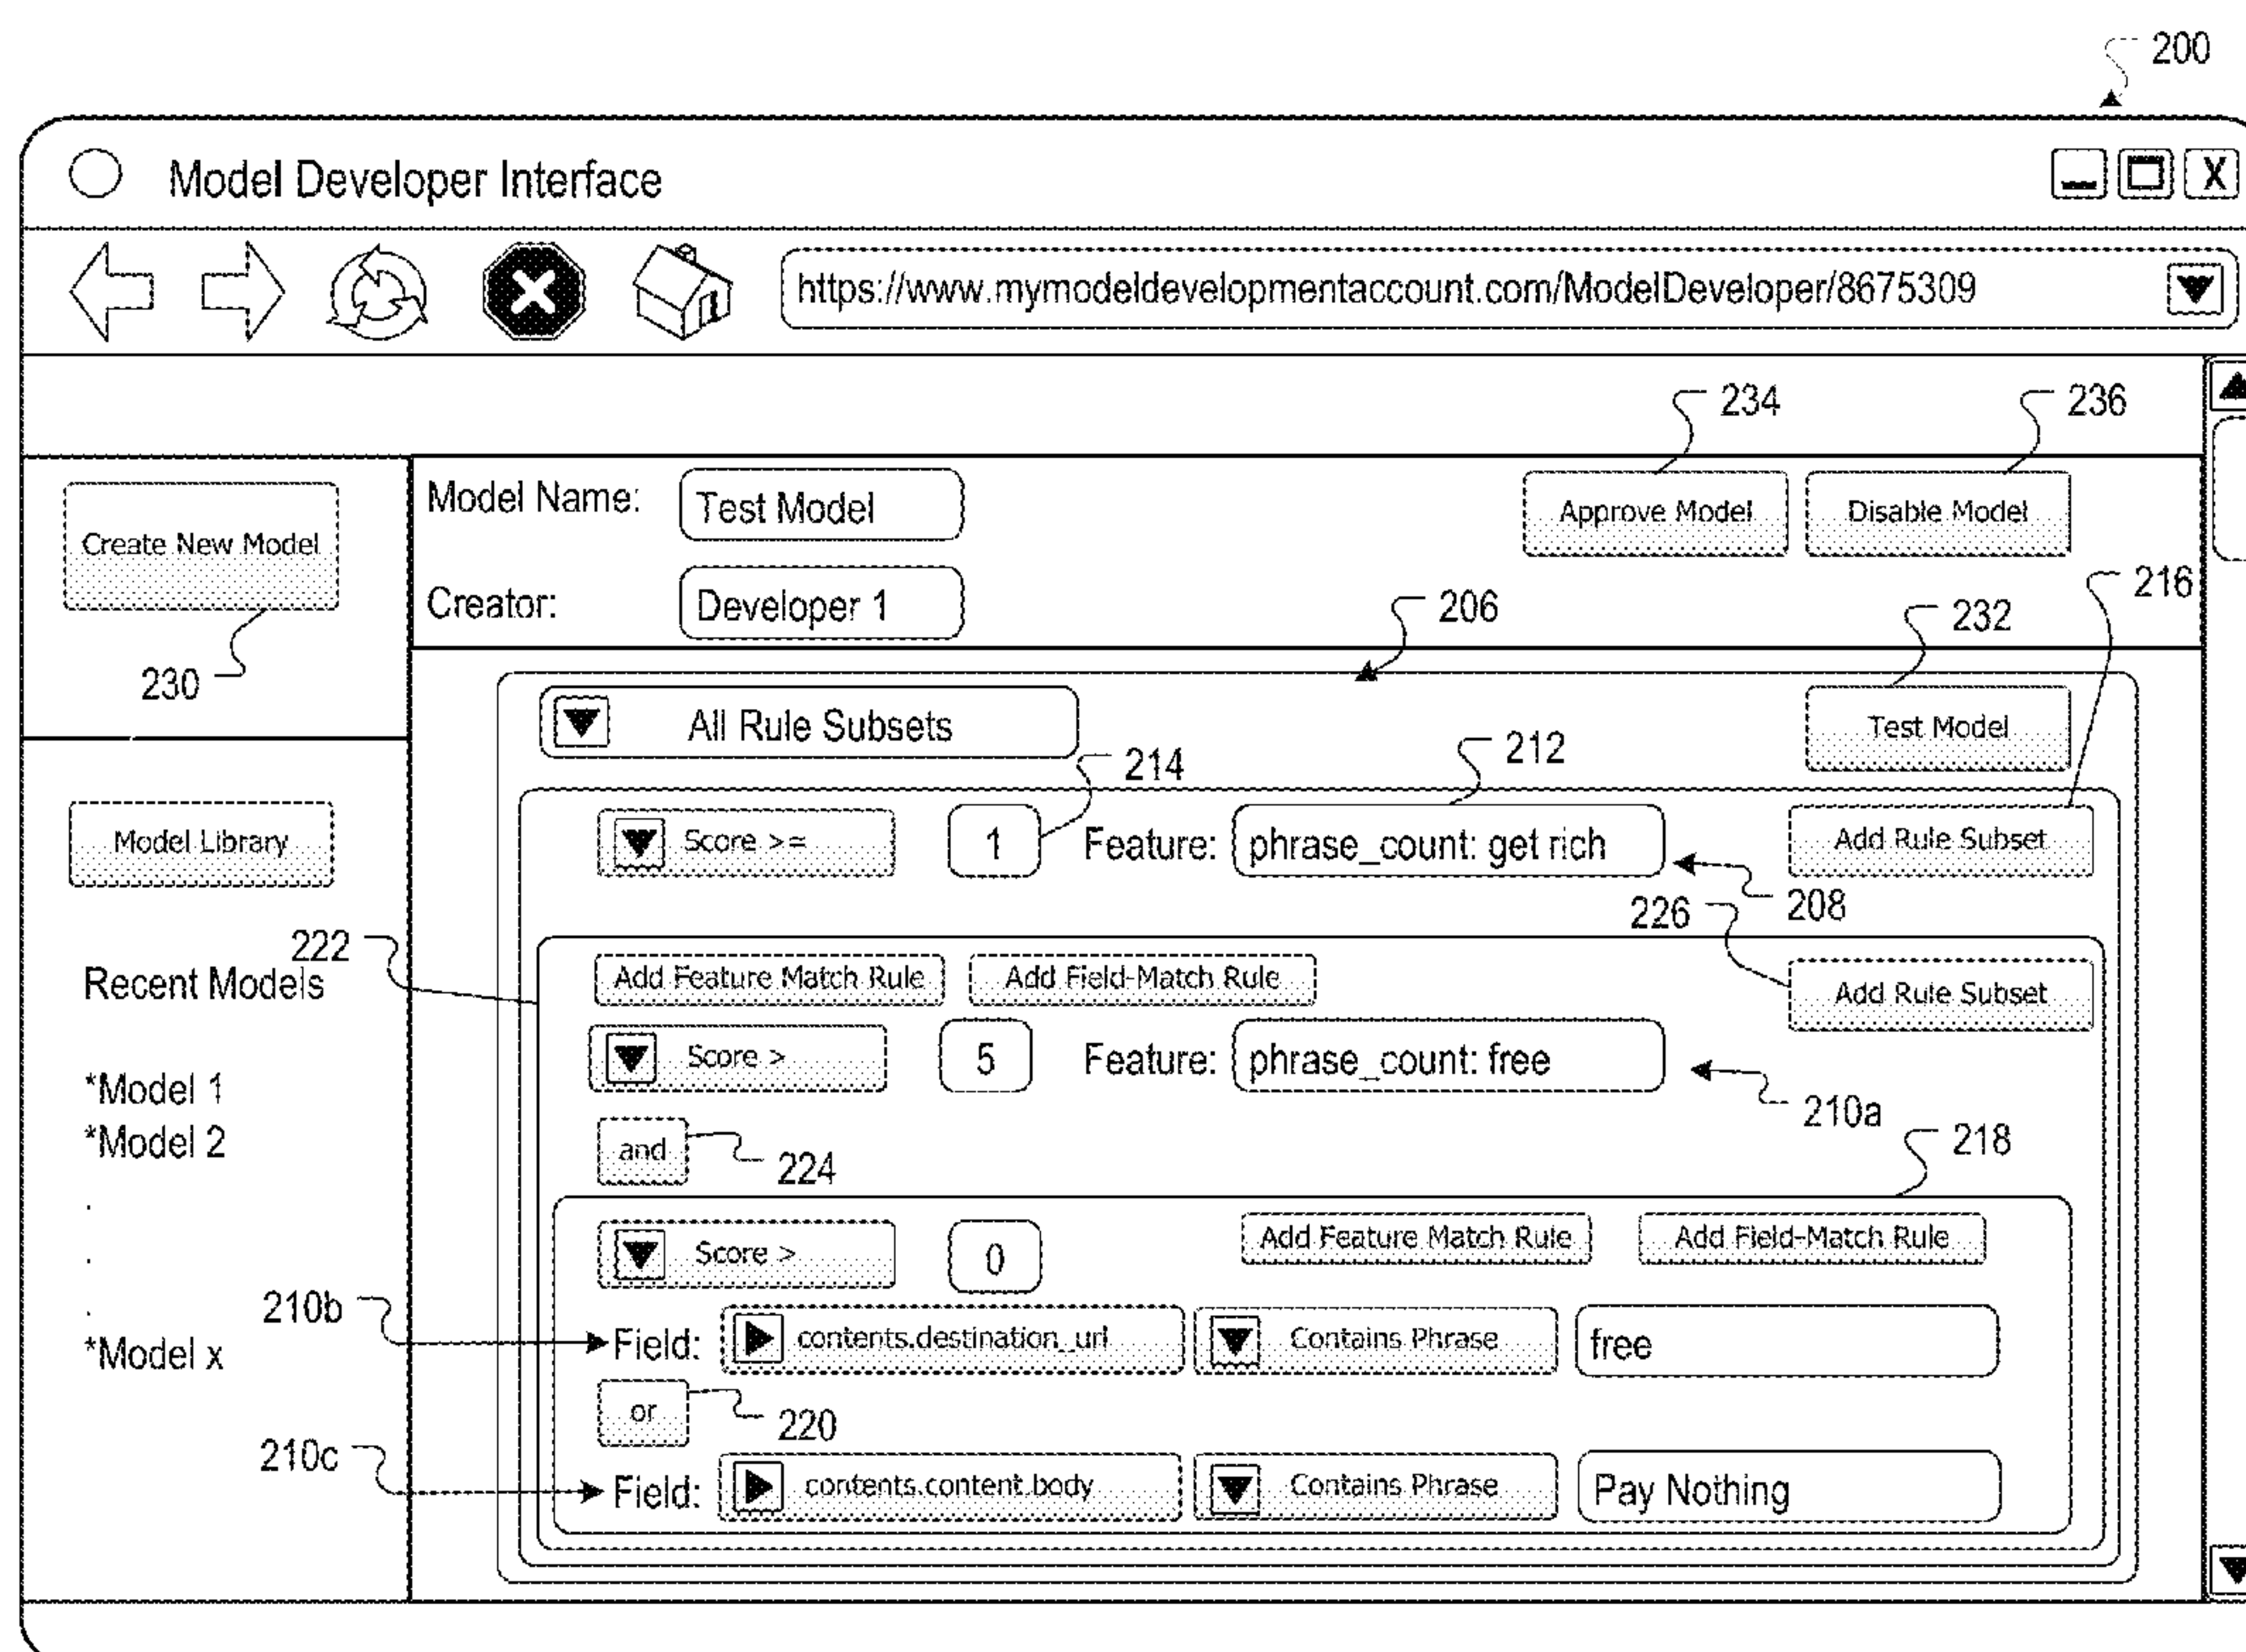 200
Model Developer Interface
X
https://www.mymodeldevelopmentaccount.com/ModelDeveloper/8675309
234
236
Create New Model
230
Model Name: Test Model
Approve Model
Disable Model
Creator: Developer 1
206
232
216
All Rule Subsets
Test Model
214
212
Score >= 1 Feature: phrase_count: get rich
Add Rule Subset
208
226
222
Model Library
Recent Models
*Model 1
*Model 2
.
.
.
*Model x
Add Feature Match Rule
Add Field-Match Rule
Add Rule Subset
Score > 5 Feature: phrase_count: free
210a
and
224
218
Score > 0
Add Feature Match Rule
Add Field-Match Rule
210b
Field: contents.destination_url Contains Phrase free
or
220
210c
Field: contents.content.body Contains Phrase Pay Nothing